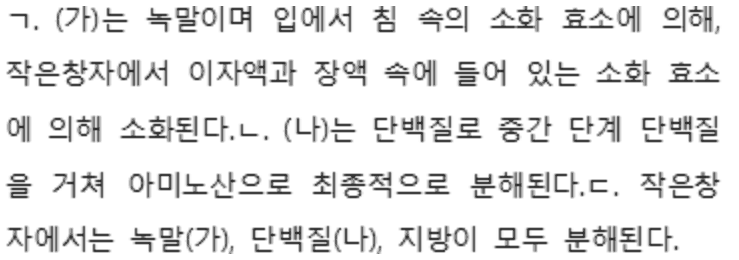 ㄱ. (가)는 녹말이며 입에서 침 속의 소화 효소에 의해,
작은창자에서 이자액과 장액 속에 들어 있는 소화 효소
에 의해 소화된다.ㄴ. (나)는 단백질로 중간 단계 단백질
을 거쳐 아미노산으로 최종적으로 분해된다.ㄷ. 작은창
자에서는 녹말(가), 단백질(나), 지방이 모두 분해된다.